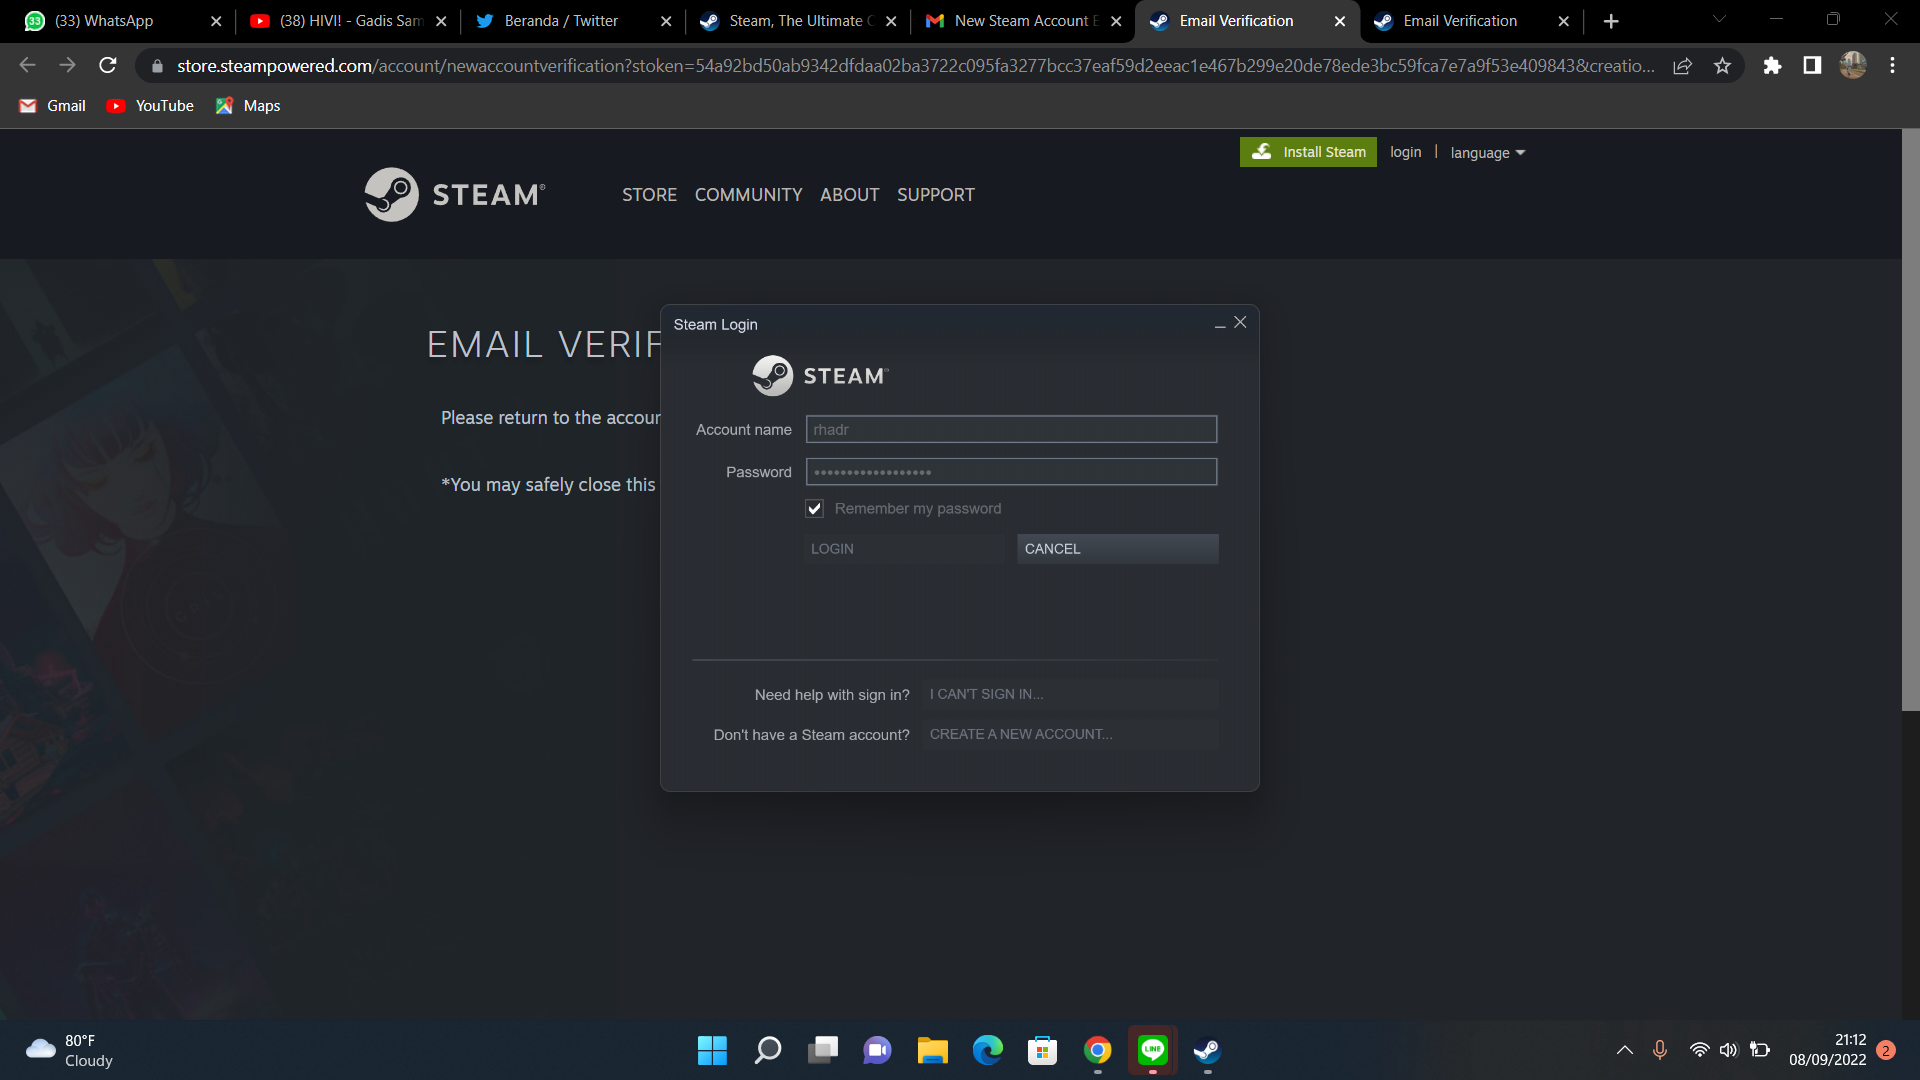 (33) WhatsApp
(38) HIVI! - Gadis Sam
Beranda / Twitter
Steam, The Ultimate
New Steam Account E
Email Verification
Email Verification
store.steampowered.com/account/newaccountverification?stoken=54a92bd50ab9342dfdaa02ba3722c095fa3277bcc37eaf59d2eeac1e467b299e20de78ede3bc59fca7e7a9f53e409843&creatio...
Gmail
YouTube
Maps
Install Steam
login
|
language
STEAM®
STORE
COMMUNITY
ABOUT
SUPPORT
EMAIL VERIF
Please return to the accour
*You may safely close this
Steam Login
STEAM
Account name
rhadr
Password
Remember my password
LOGIN
CANCEL
Need help with sign in?
I CAN'T SIGN IN...
Don't have a Steam account?
CREATE A NEW ACCOUNT...
80°F
Cloudy
LINE
21:12
08/09/2022
2